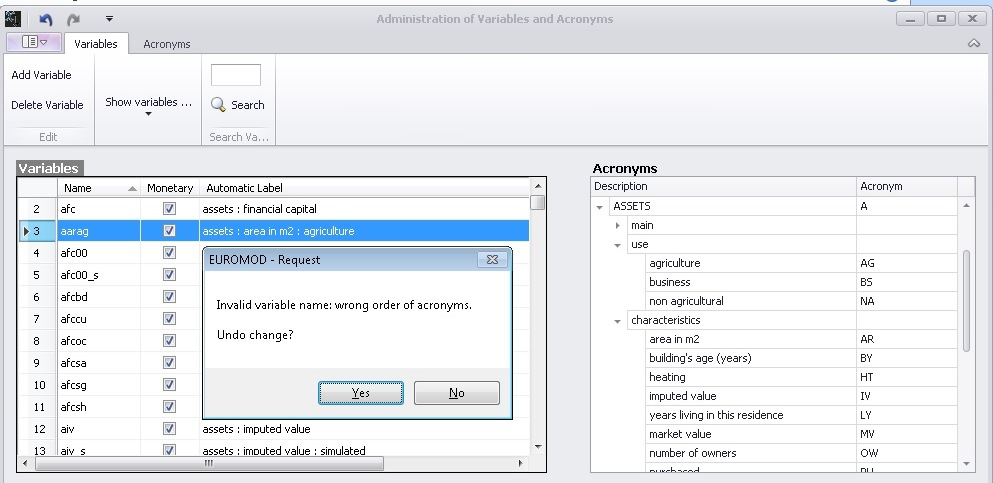 Administration of Variables and Acronyms
Variables Acronyms
Add Variable
Delete Variable
Edit
Show variables ...
Search
Search Va...
Variables
Name Monetary Automatic Label
2 afc assets : financial capital
3 aarag assets : area in m2 : agriculture
4 afc00
5 afc00_s
6 afcbd
7 afccu
8 afcoc
9 afcsa
10 afcsg
11 afcsh
12 aiv assets : imputed value
13 aiv_s assets : imputed value : simulated
EUROMOD - Request
Invalid variable name: wrong order of acronyms.
Undo change?
Yes No
Acronyms
Description Acronym
ASSETS A
main
use
agriculture AG
business BS
non agricultural NA
characteristics
area in m2 AR
building's age (years) BY
heating HT
imputed value IV
years living in this residence LY
market value MV
number of owners OW